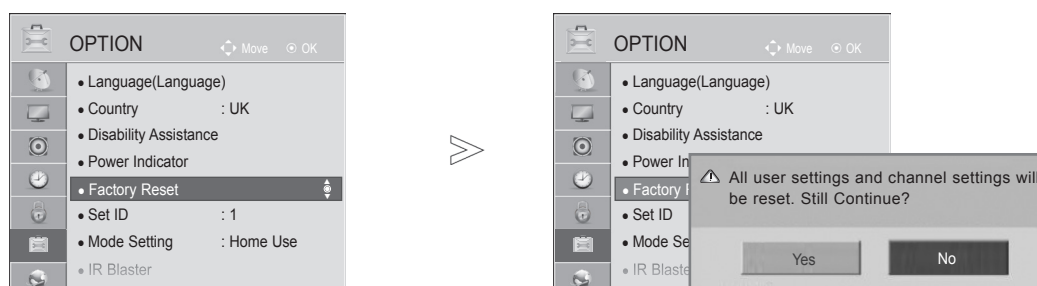 OPTION Move OK
• Language(Language)
• Country : UK
• Disability Assistance
• Power Indicator
• Factory Reset
• Set ID : 1
• Mode Setting : Home Use
• IR Blaster
OPTION Move OK
• Language(Language)
• Country : UK
• Disability Assistance
• Power In
• Factory R
• Set ID
• Mode Se
• IR Blaste
All user settings and channel settings will
be reset. Still Continue?
Yes No